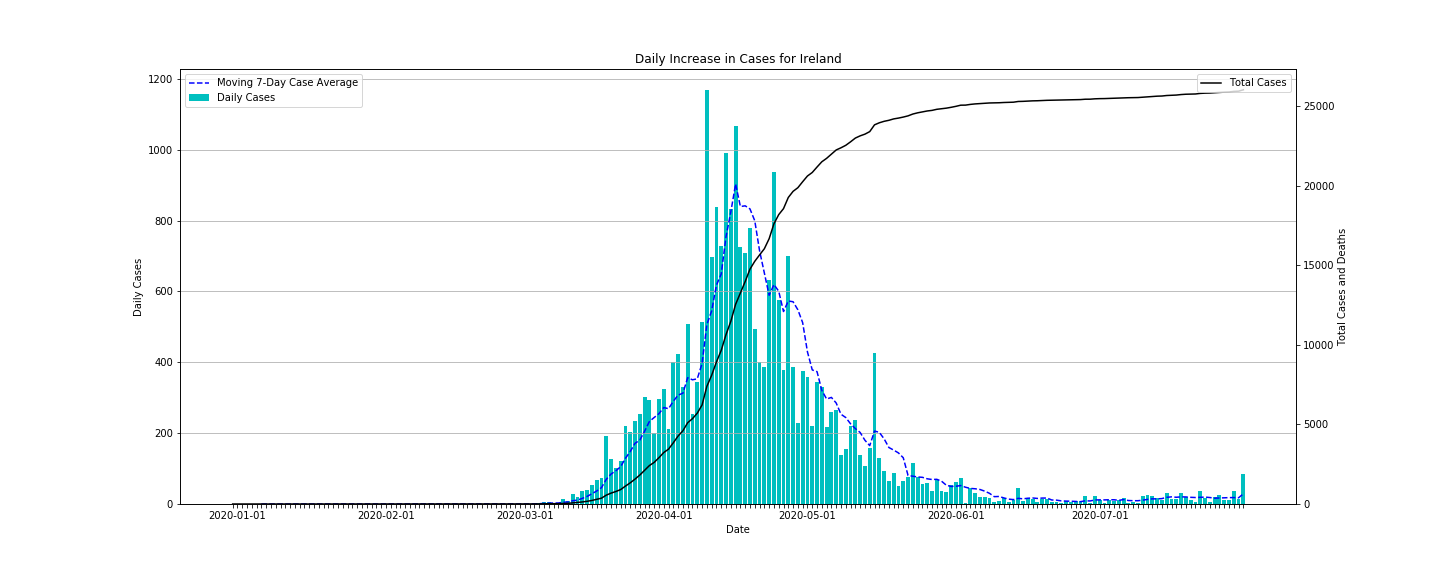 Daily Increase in Cases for Ireland
Moving 7-Day Case Average
Daily Cases
Total Cases
1200
1000
800
600
400
200
0
Daily Cases
25000
20000
15000
10000
5000
0
Total Cases and Deaths
2020-01-01
2020-02-01
2020-03-01
2020-04-01
2020-05-01
2020-06-01
2020-07-01
Date